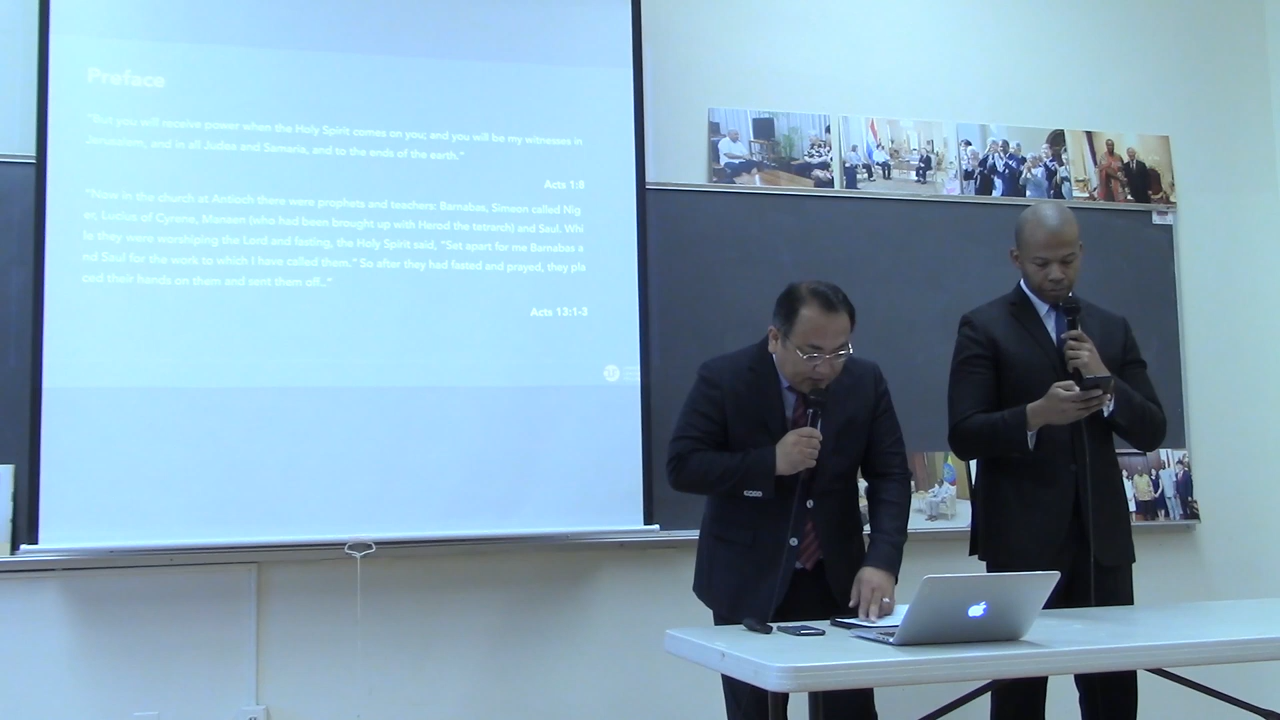 Preface
"But you will receive power when the Holy Spirit comes on you; and you will be my witnesses in
Jerusalem, and in all Judea and Samaria, and to the ends of the earth."
Acts 1:8
"Now in the church at Antioch there were prophets and teachers: Barnabas, Simeon called Nig
er, Lucius of Cyrene, Manaen (who had been brought up with Herod the tetrarch) and Saul. Whi
le they were worshiping the Lord and fasting, the Holy Spirit said, "Set apart for me Barnabas a
nd Saul for the work to which I have called them." So after they had fasted and prayed, they pla
ced their hands on them and sent them off.."
Acts 13:1-3